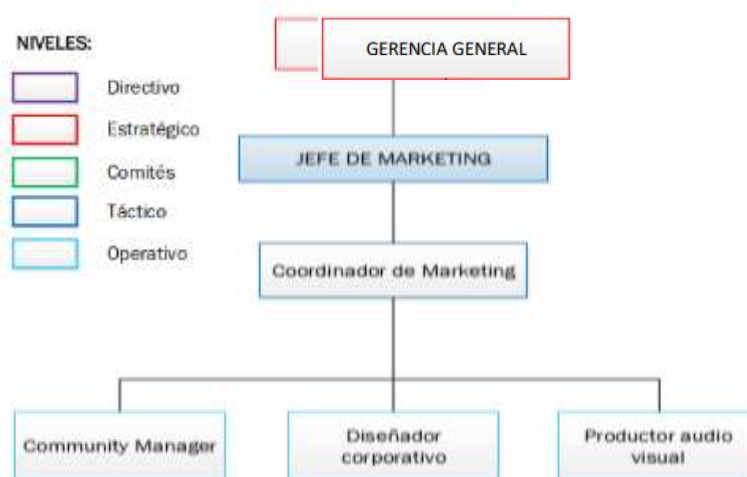 NIVELES:
Directivo
Estratégico
Comités
Táctico
Operativo
GERENCIA GENERAL
JEFE DE MARKETING
Coordinador de Marketing
Community Manager
Diseñador
corporativo
Productor audio
visual